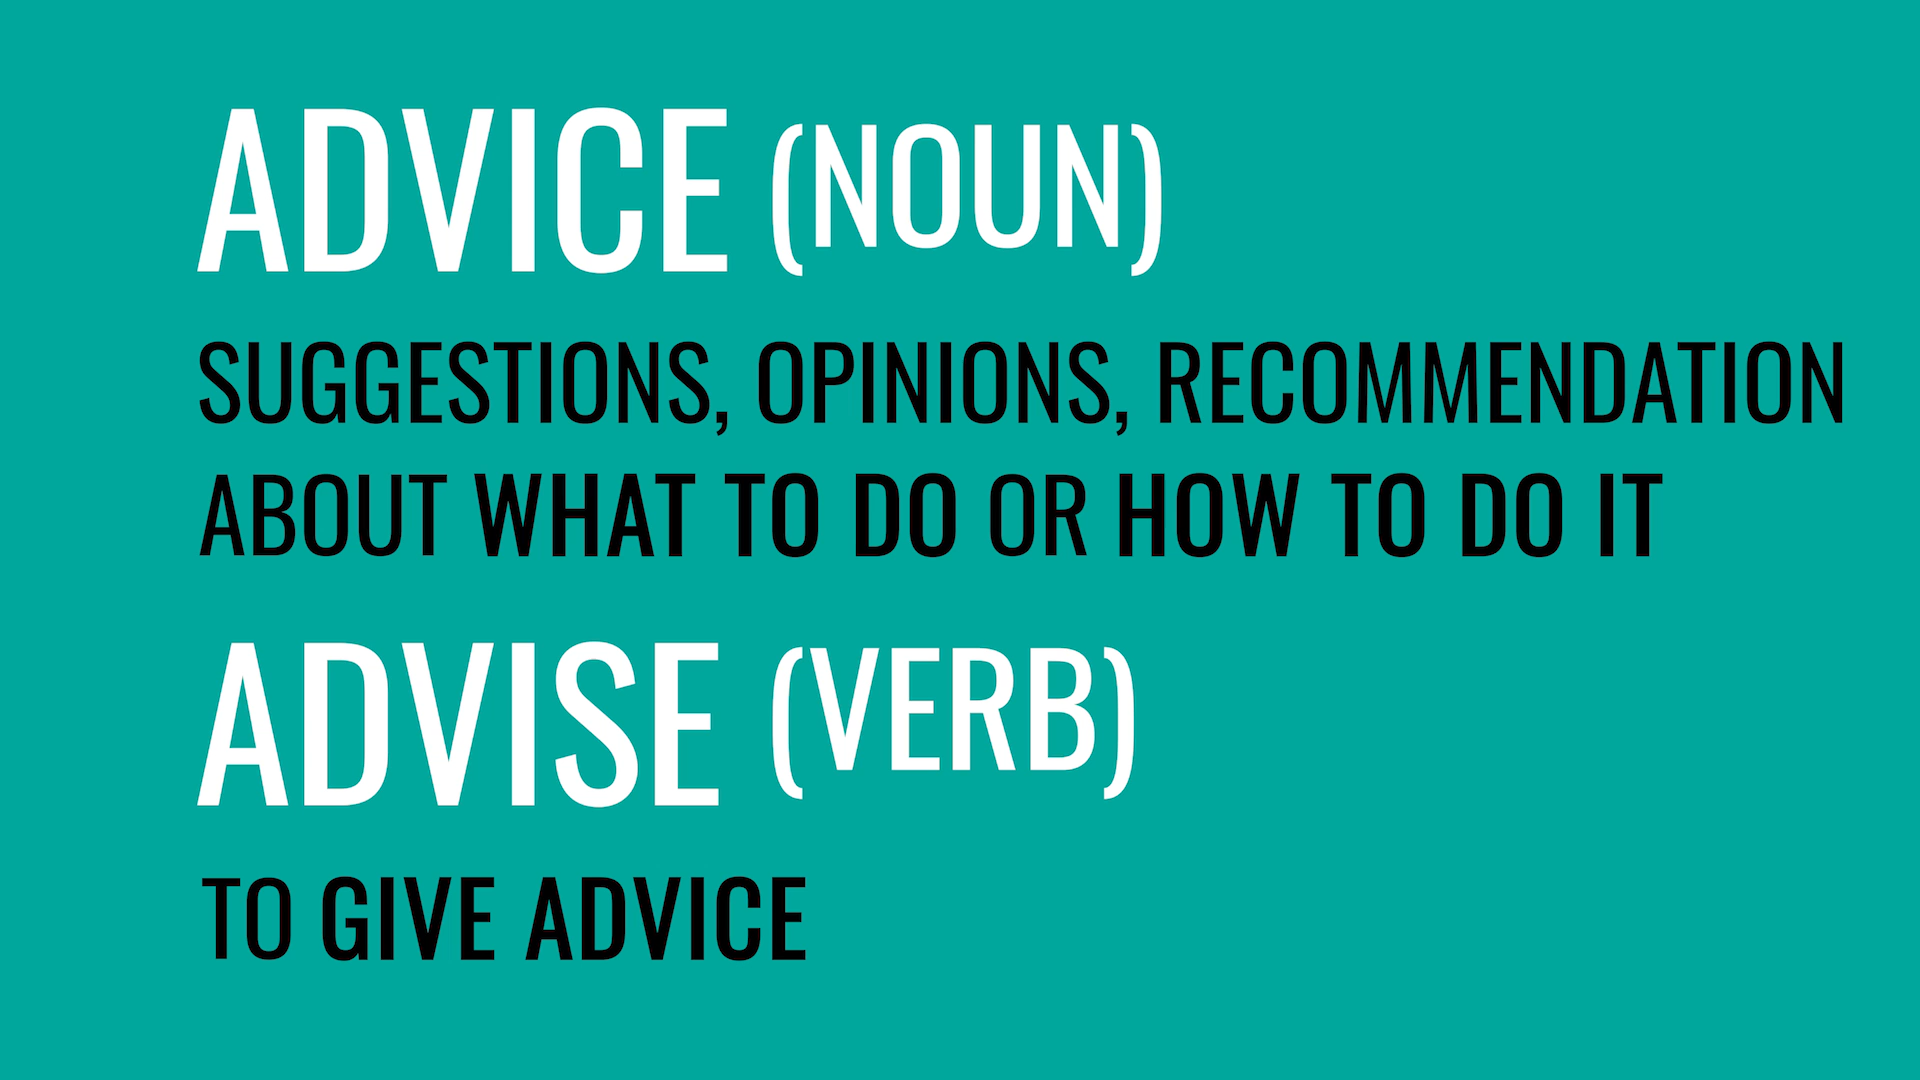 ADVICE (NOUN)
SUGGESTIONS, OPINIONS, RECOMMENDATION
ABOUT WHAT TO DO OR HOW TO DO IT
ADVISE (VERB)
TO GIVE ADVICE